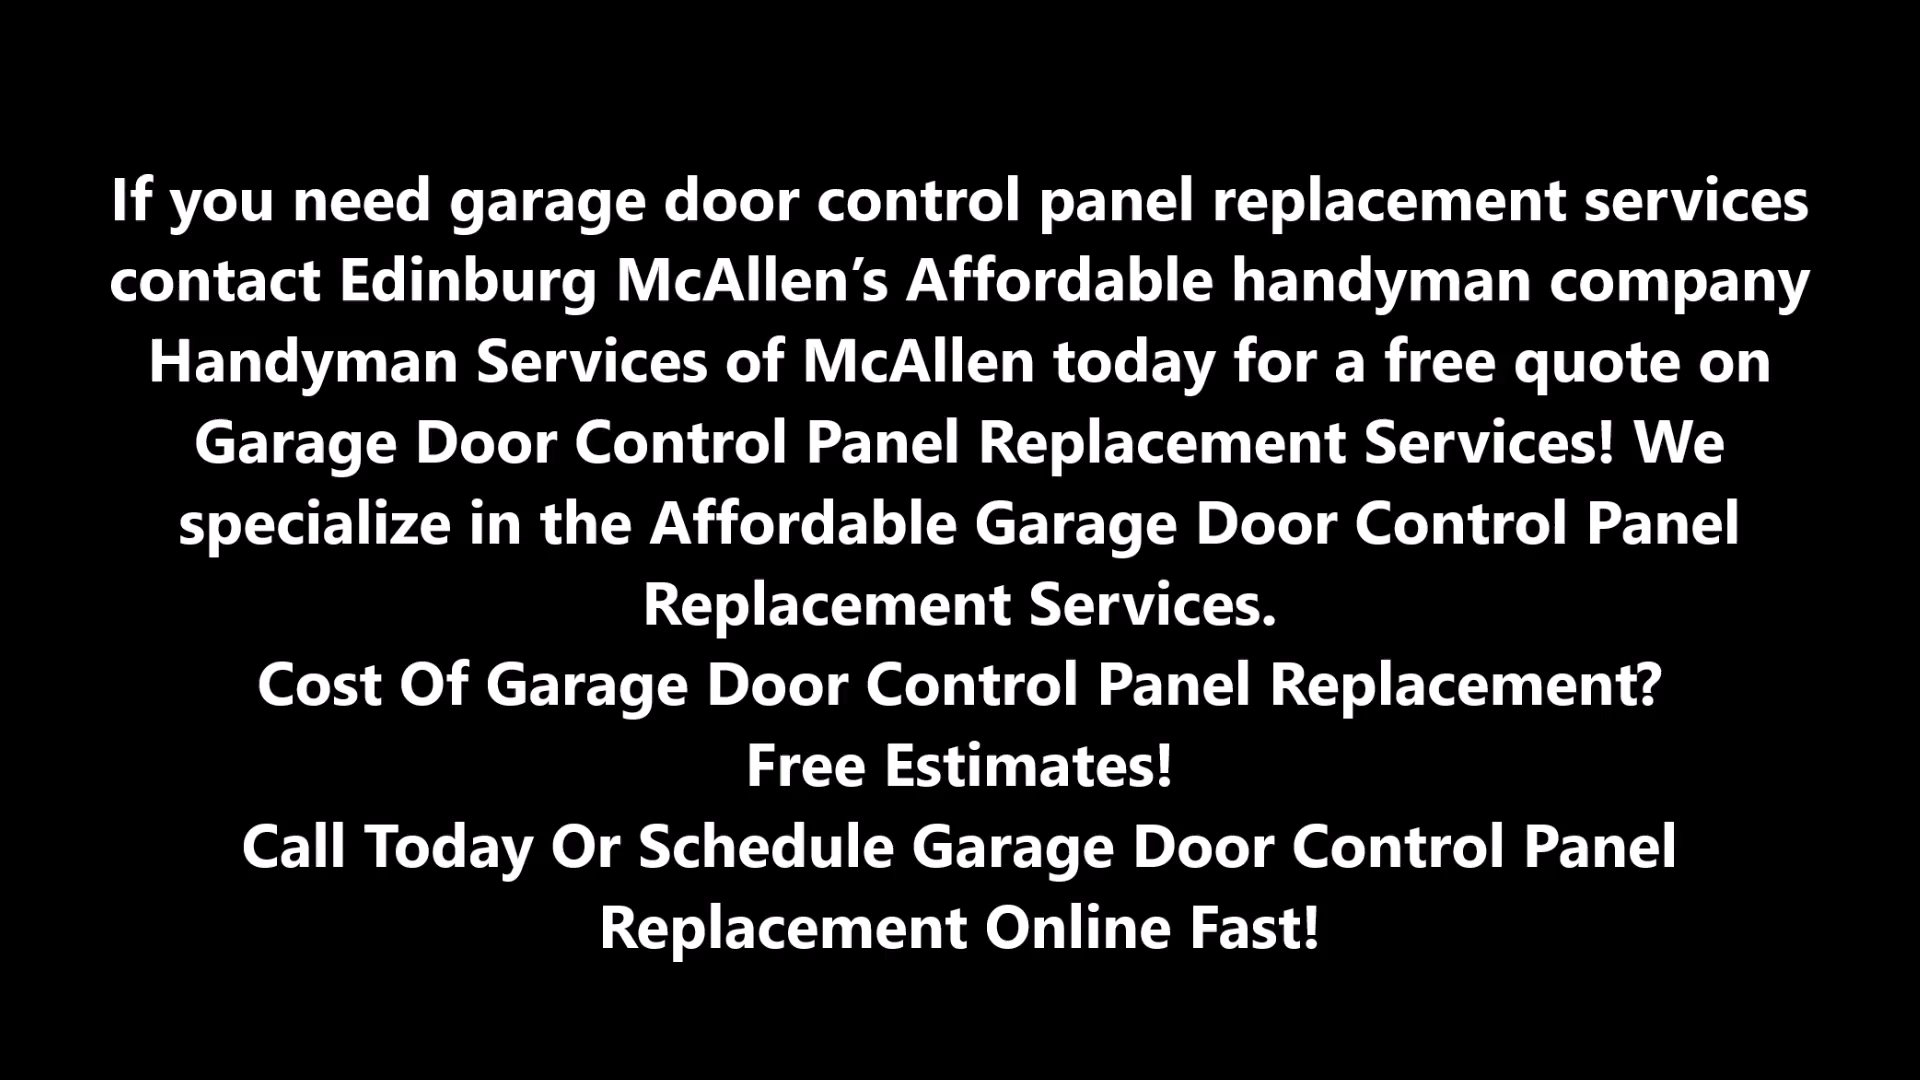 If you need garage door control panel replacement services
contact Edinburg McAllen’s Affordable handyman company
Handyman Services of McAllen today for a free quote on
Garage Door Control Panel Replacement Services! We
specialize in the Affordable Garage Door Control Panel
Replacement Services.
Cost Of Garage Door Control Panel Replacement?
Free Estimates!
Call Today Or Schedule Garage Door Control Panel
Replacement Online Fast!